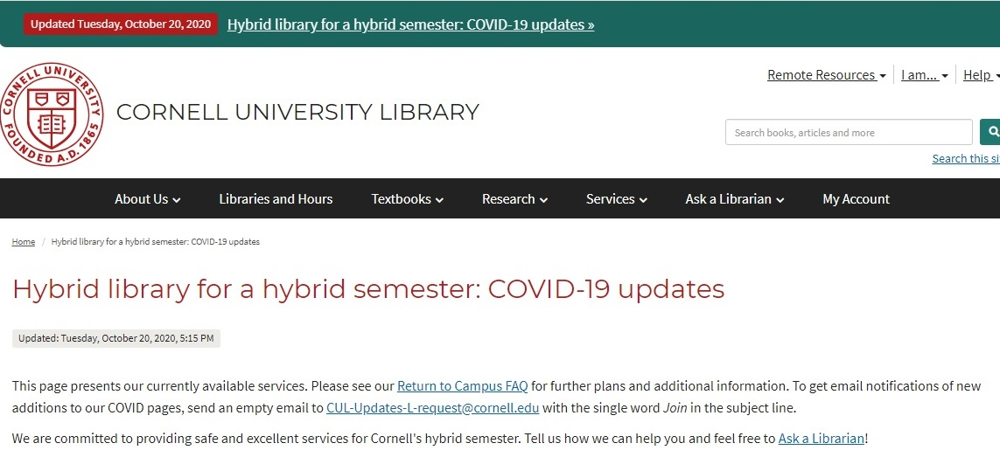 Updated Tuesday, October 20, 2020 Hybrid library for a hybrid semester: COVID-19 updates »
Remote Resources I am... Help
CORNELL UNIVERSITY
FOUNDED A.D. 1865
CORNELL UNIVERSITY LIBRARY
Search books, articles and more
Search this si
About Us Libraries and Hours Textbooks Research Services Ask a Librarian My Account
Home / Hybrid library for a hybrid semester: COVID-19 updates
Hybrid library for a hybrid semester: COVID-19 updates
Updated: Tuesday, October 20, 2020, 5:15 PM
This page presents our currently available services. Please see our Return to Campus FAQ for further plans and additional information. To get email notifications of new
additions to our COVID pages, send an empty email to CUL-Updates-L-request@cornell.edu with the single word Join in the subject line.
We are committed to providing safe and excellent services for Cornell's hybrid semester. Tell us how we can help you and feel free to Ask a Librarian!